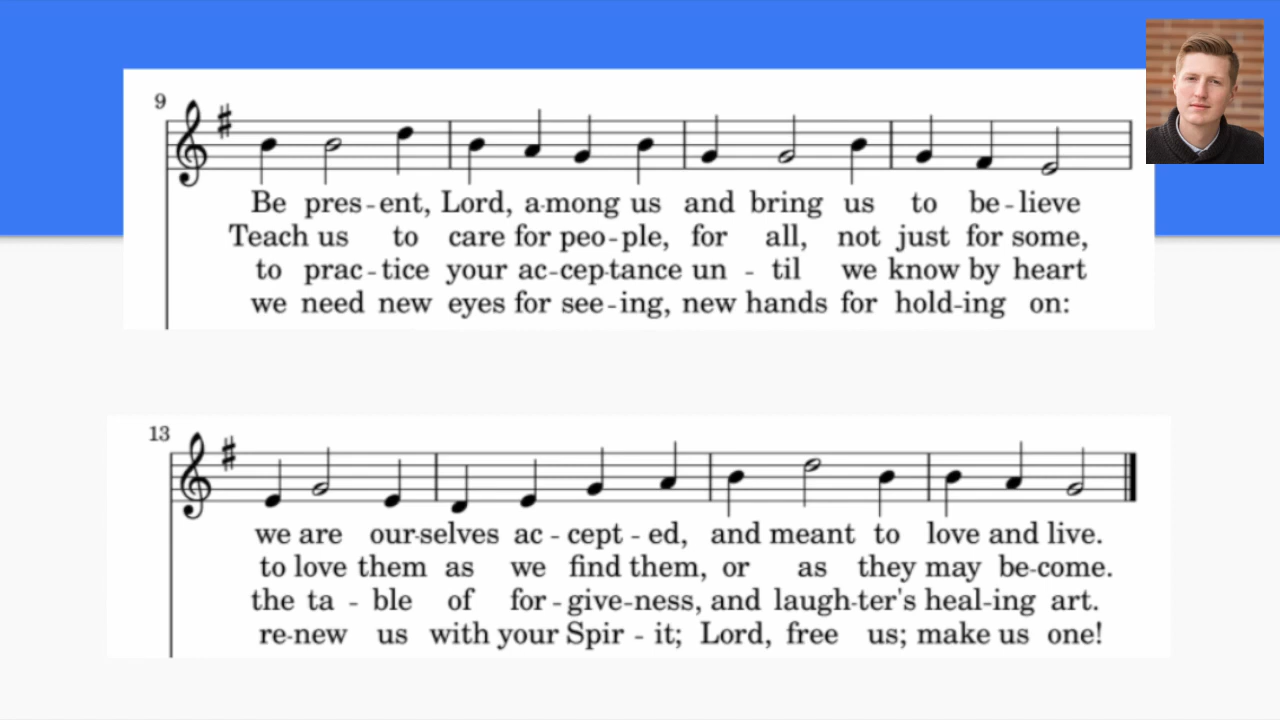 9
Be pres-ent, Lord, a-mong us and bring us to be-lieve
Teach us to care for peo-ple, for all, not just for some,
to prac-tice your ac-cep-tance un-til we know by heart
we need new eyes for see-ing, new hands for hold-ing on:
13
we are our-selves ac-cept-ed, and meant to love and live.
to love them as we find them, or as they may be-come.
the ta-ble of for-give-ness, and laugh-ter's heal-ing art.
re-new us with your Spir-it; Lord, free us; make us one!